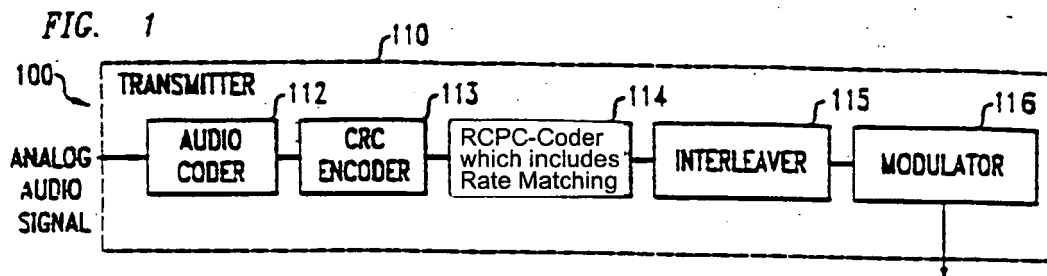 FIG. 1
110
100
TRANSMITTER
112
113
114
115
116
ANALOG
AUDIO
SIGNAL
AUDIO
CODER
CRC
ENCODER
RCPC-Coder
which includes
Rate Matching
INTERLEAVER
MODULATOR